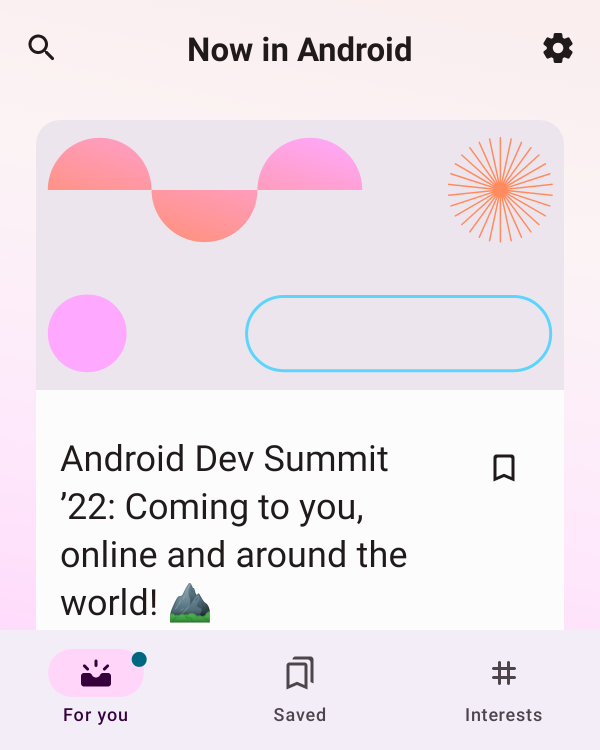 Now in Android
Android Dev Summit
’22: Coming to you,
online and around the
world! ⛰️
For you
Saved
Interests